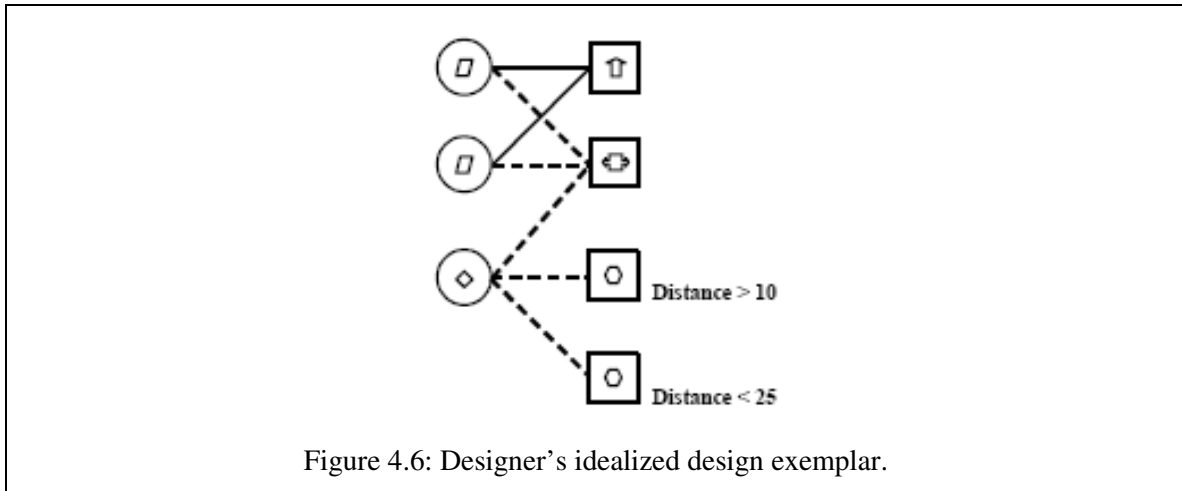 Distance > 10
Distance < 25
Figure 4.6: Designer’s idealized design exemplar.